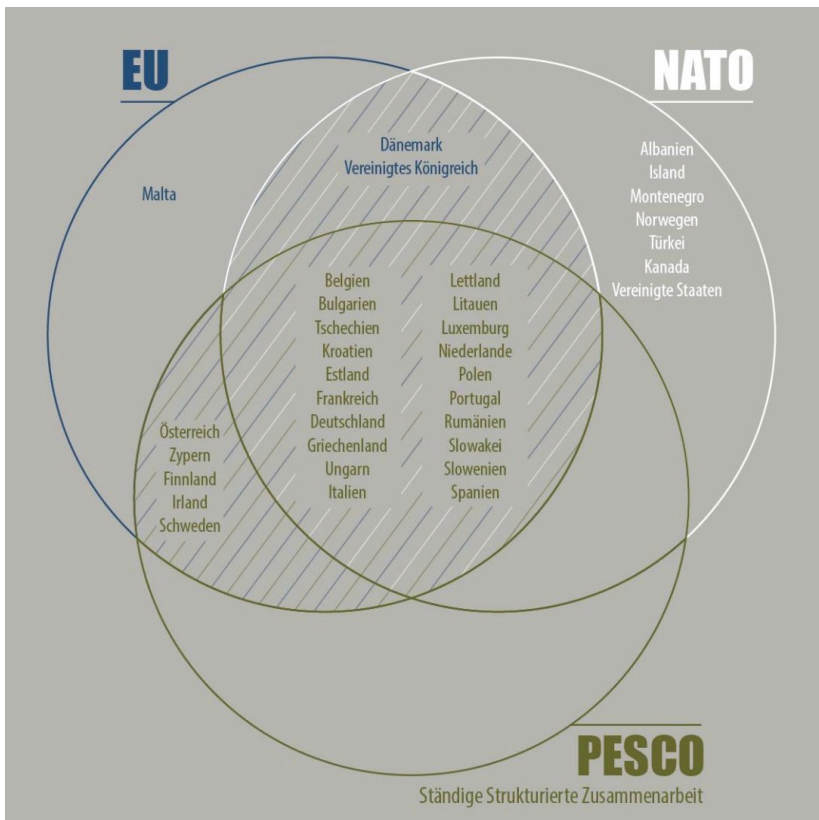 EU
NATO
Malta
Dänemark
Vereinigtes Königreich
Albanien
Island
Montenegro
Norwegen
Türkei
Kanada
Vereinigte Staaten
Belgien
Bulgarien
Tschechien
Kroatien
Estland
Frankreich
Deutschland
Griechenland
Ungarn
Italien
Lettland
Litauen
Luxemburg
Niederlande
Polen
Portugal
Rumänien
Slowakei
Slowenien
Spanien
Österreich
Zypern
Finnland
Irland
Schweden
PESCO
Ständige Strukturierte Zusammenarbeit